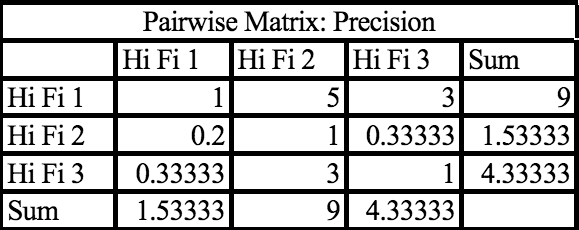 Pairwise Matrix: Precision
Hi Fi 1 Hi Fi 2 Hi Fi 3 Sum
Hi Fi 1 1 5 3 9
Hi Fi 2 0.2 1 0.33333 1.53333
Hi Fi 3 0.33333 3 1 4.33333
Sum 1.53333 9 4.33333